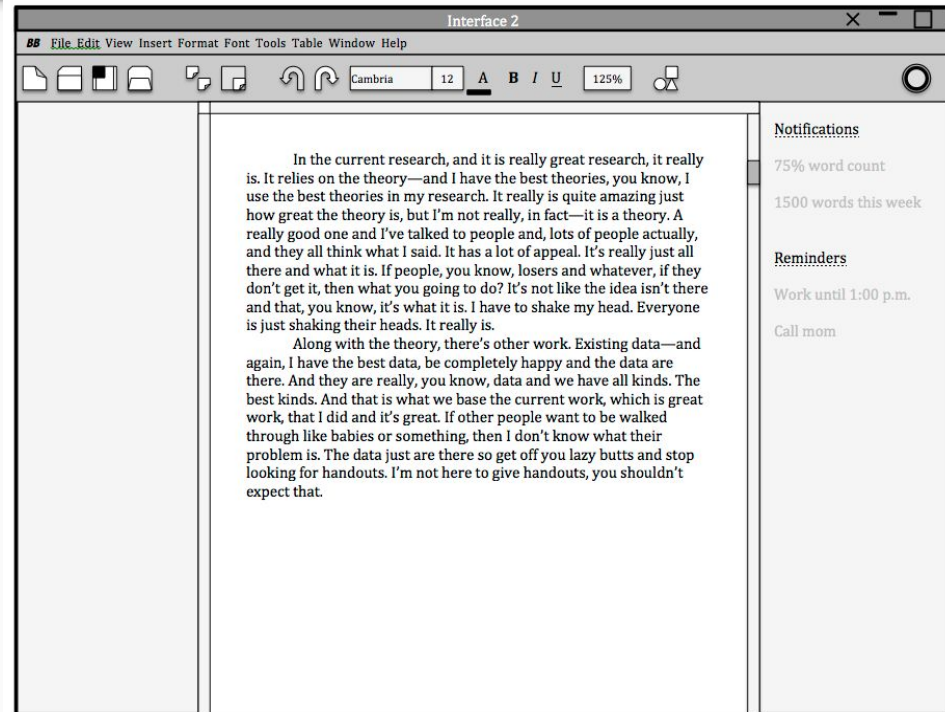 Interface 2
BB File Edit View Insert Format Font Tools Table Window Help
Cambria 12 A B I U 125%
Notifications
75% word count
1500 words this week
Reminders
Work until 1:00 p.m.
Call mom
In the current research, and it is really great research, it really
is. It relies on the theory—and I have the best theories, you know, I
use the best theories in my research. It really is quite amazing just
how great the theory is, but I'm not really, in fact—it is a theory. A
really good one and I've talked to people and, lots of people actually,
and they all think what I said. It has a lot of appeal. It's really just all
there and what it is. If people, you know, losers and whatever, if they
don't get it, then what you going to do? It's not like the idea isn't there
and that, you know, it's what it is. I have to shake my head. Everyone
is just shaking their heads. It really is.
Along with the theory, there's other work. Existing data—and
again, I have the best data, be completely happy and the data are
there. And they are really, you know, data and we have all kinds. The
best kinds. And that is what we base the current work, which is great
work, that I did and it's great. If other people want to be walked
through like babies or something, then I don't know what their
problem is. The data just are there so get off you lazy butts and stop
looking for handouts. I'm not here to give handouts, you shouldn't
expect that.